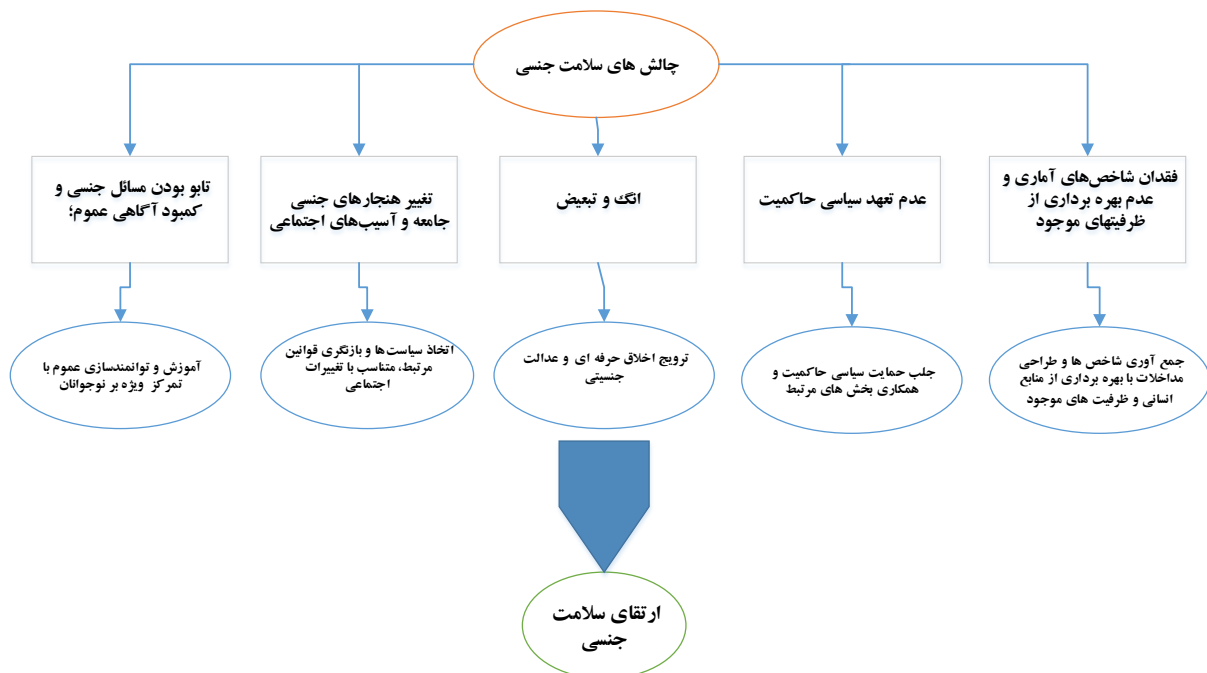 چالش های سلامت جنسی
فقدان شاخص‌های آماری و
عدم بهره برداری از
ظرفیتهای موجود
عدم تعهد سیاسی حاکمیت
انگ و تبعیض
تغییر هنجارهای جنسی
جامعه و آسیب‌های اجتماعی
تابو بودن مسائل جنسی و
کمبود آگاهی عموم؛
جمع آوری شاخص ها و طراحی
مداخلات با بهره برداری از منابع
انسانی و ظرفیت های موجود
جلب حمایت سیاسی حاکمیت و
همکاری بخش های مرتبط
ترویج اخلاق حرفه ای و عدالت
جنسیتی
اتخاذ سیاست‌ها و بازنگری قوانین
مرتبط، متناسب با تغییرات
اجتماعی
آموزش و توانمندسازی عموم با
تمرکز ویژه بر نوجوانان
ارتقای سلامت
جنسی